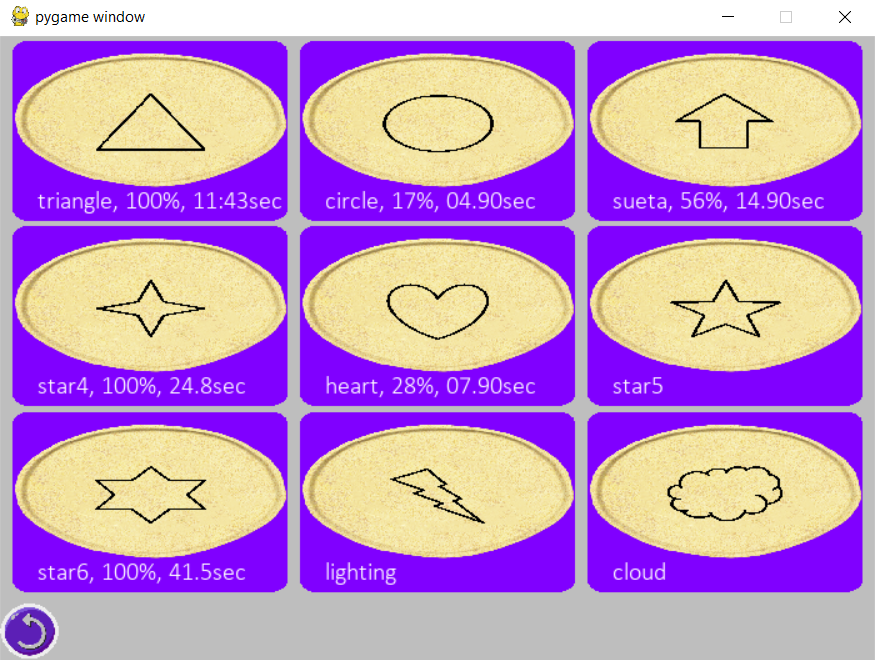 pygame window
triangle, 100%, 11:43sec
circle, 17%, 04.90sec
sueta, 56%, 14.90sec
star4, 100%, 24.8sec
heart, 28%, 07.90sec
star5
star6, 100%, 41.5sec
lighting
cloud